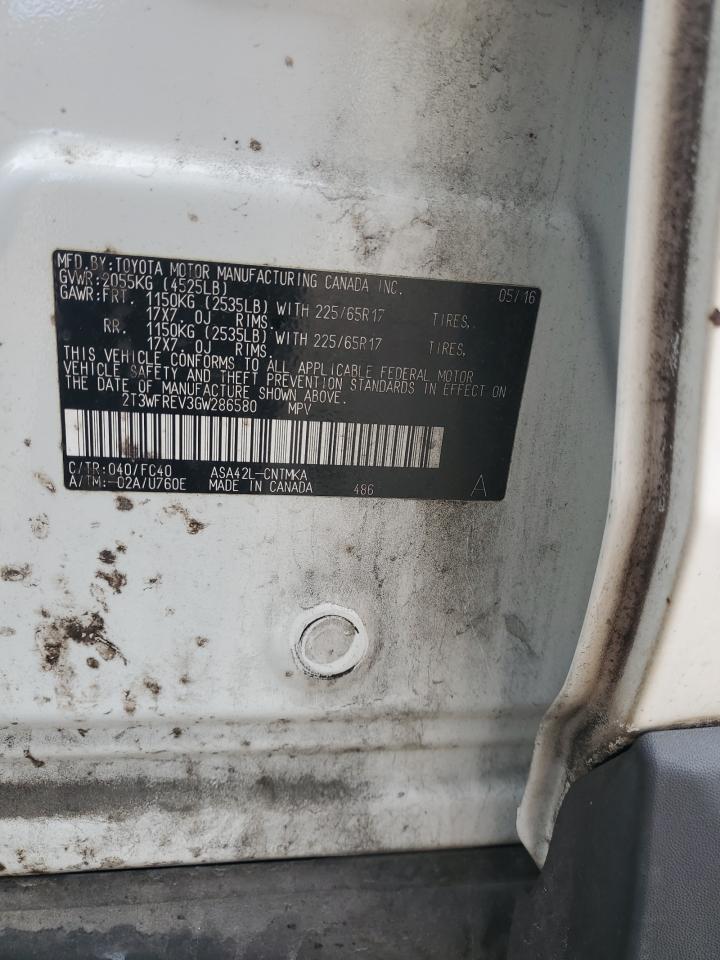 MFD.BY:TOYOTA MOTOR MANUFACTURING CANADA INC. 05/16
GVWR:2055KG (4525LB)
GAWR:FRT. 1150KG (2535LB) WITH 225/65R17 TIRES,
17X7.0J RIMS.
RR. 1150KG (2535LB) WITH 225/65R17 TIRES,
17X7.0J RIMS.
THIS VEHICLE CONFORMS TO ALL APPLICABLE FEDERAL MOTOR
VEHICLE SAFETY AND THEFT PREVENTION STANDARDS IN EFFECT ON
THE DATE OF MANUFACTURE SHOWN ABOVE.
2T3WFREV3GW286580 MPV
C/TR:040/FC40 ASA42L-CNTMKA
A/TM:-02A/U760E MADE IN CANADA 486 A